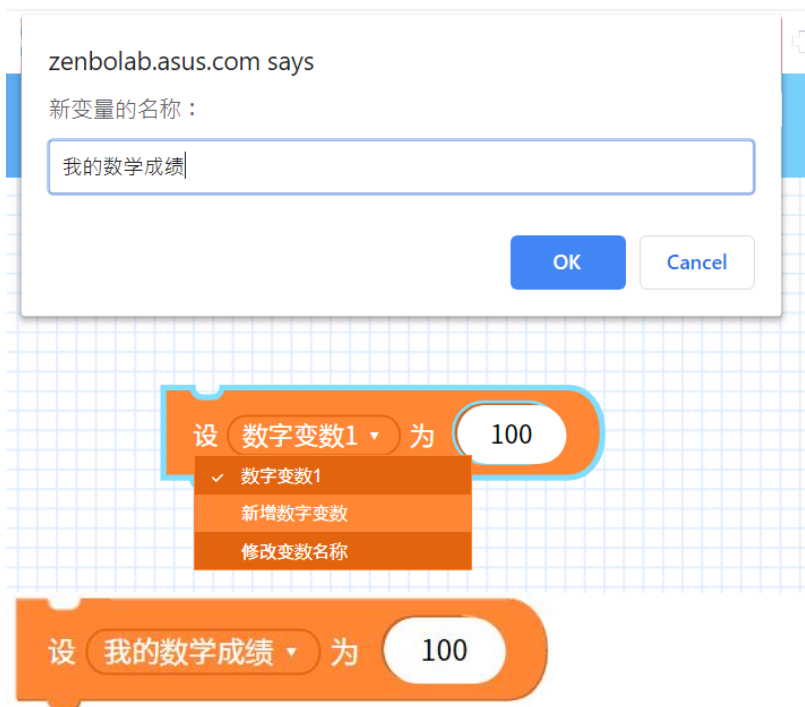 zenbolab.asus.com says
新变量的名称：
我的数学成绩
OK Cancel
设 数字变数1 为 100
数字变数1
新增数字变数
修改变数名称
设 我的数学成绩 为 100